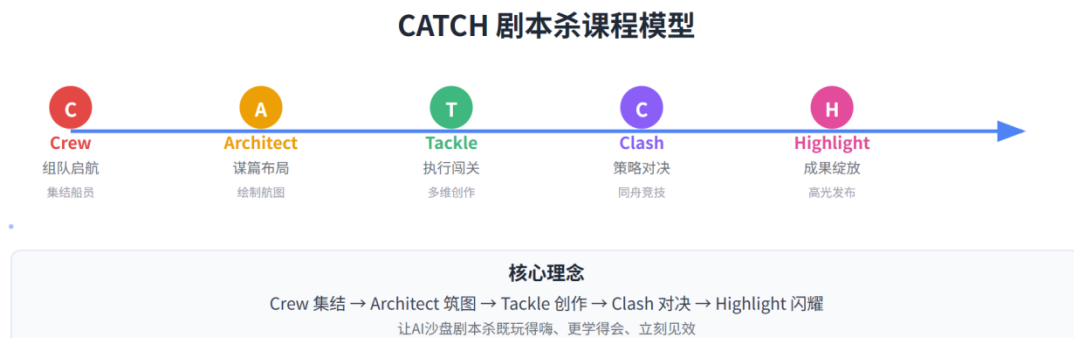 CATCH 剧本杀课程模型
C A T C H
Crew Architect Tackle Clash Highlight
组队启航 谋篇布局 执行闯关 策略对决 成果绽放
集结船员 绘制航图 多维创作 同舟竞技 高光发布
核心理念
Crew 集结 → Architect 筑图 → Tackle 创作 → Clash 对决 → Highlight 闪耀
让AI沙盘剧本杀既玩得嗨、更学得会、立刻见效